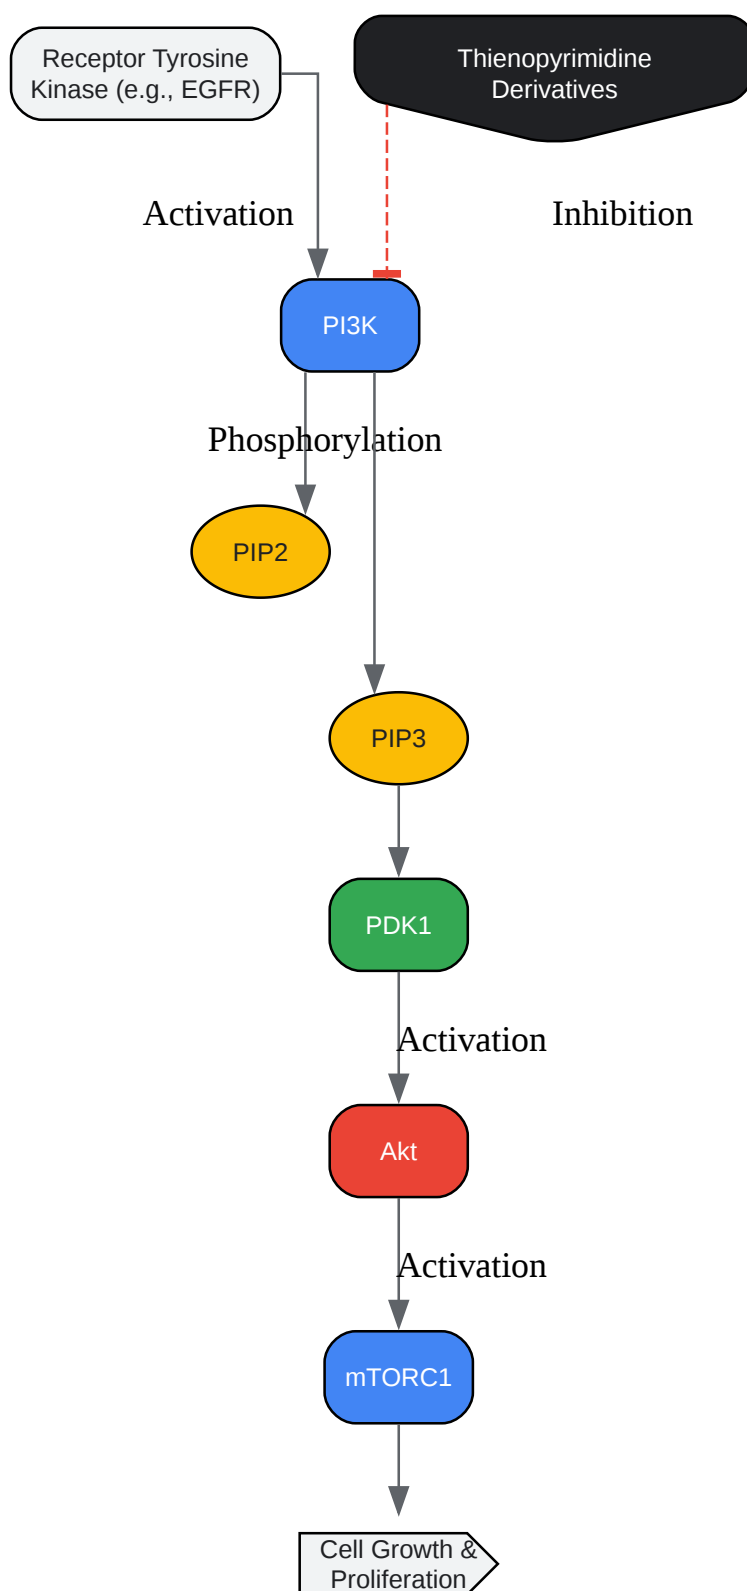 Receptor Tyrosine
Kinase (e.g., EGFR)
Thienopyrimidine
Derivatives
Activation
Inhibition
PI3K
Phosphorylation
PIP2
PIP3
PDK1
Activation
Akt
Activation
mTORC1
Cell Growth &
Proliferation